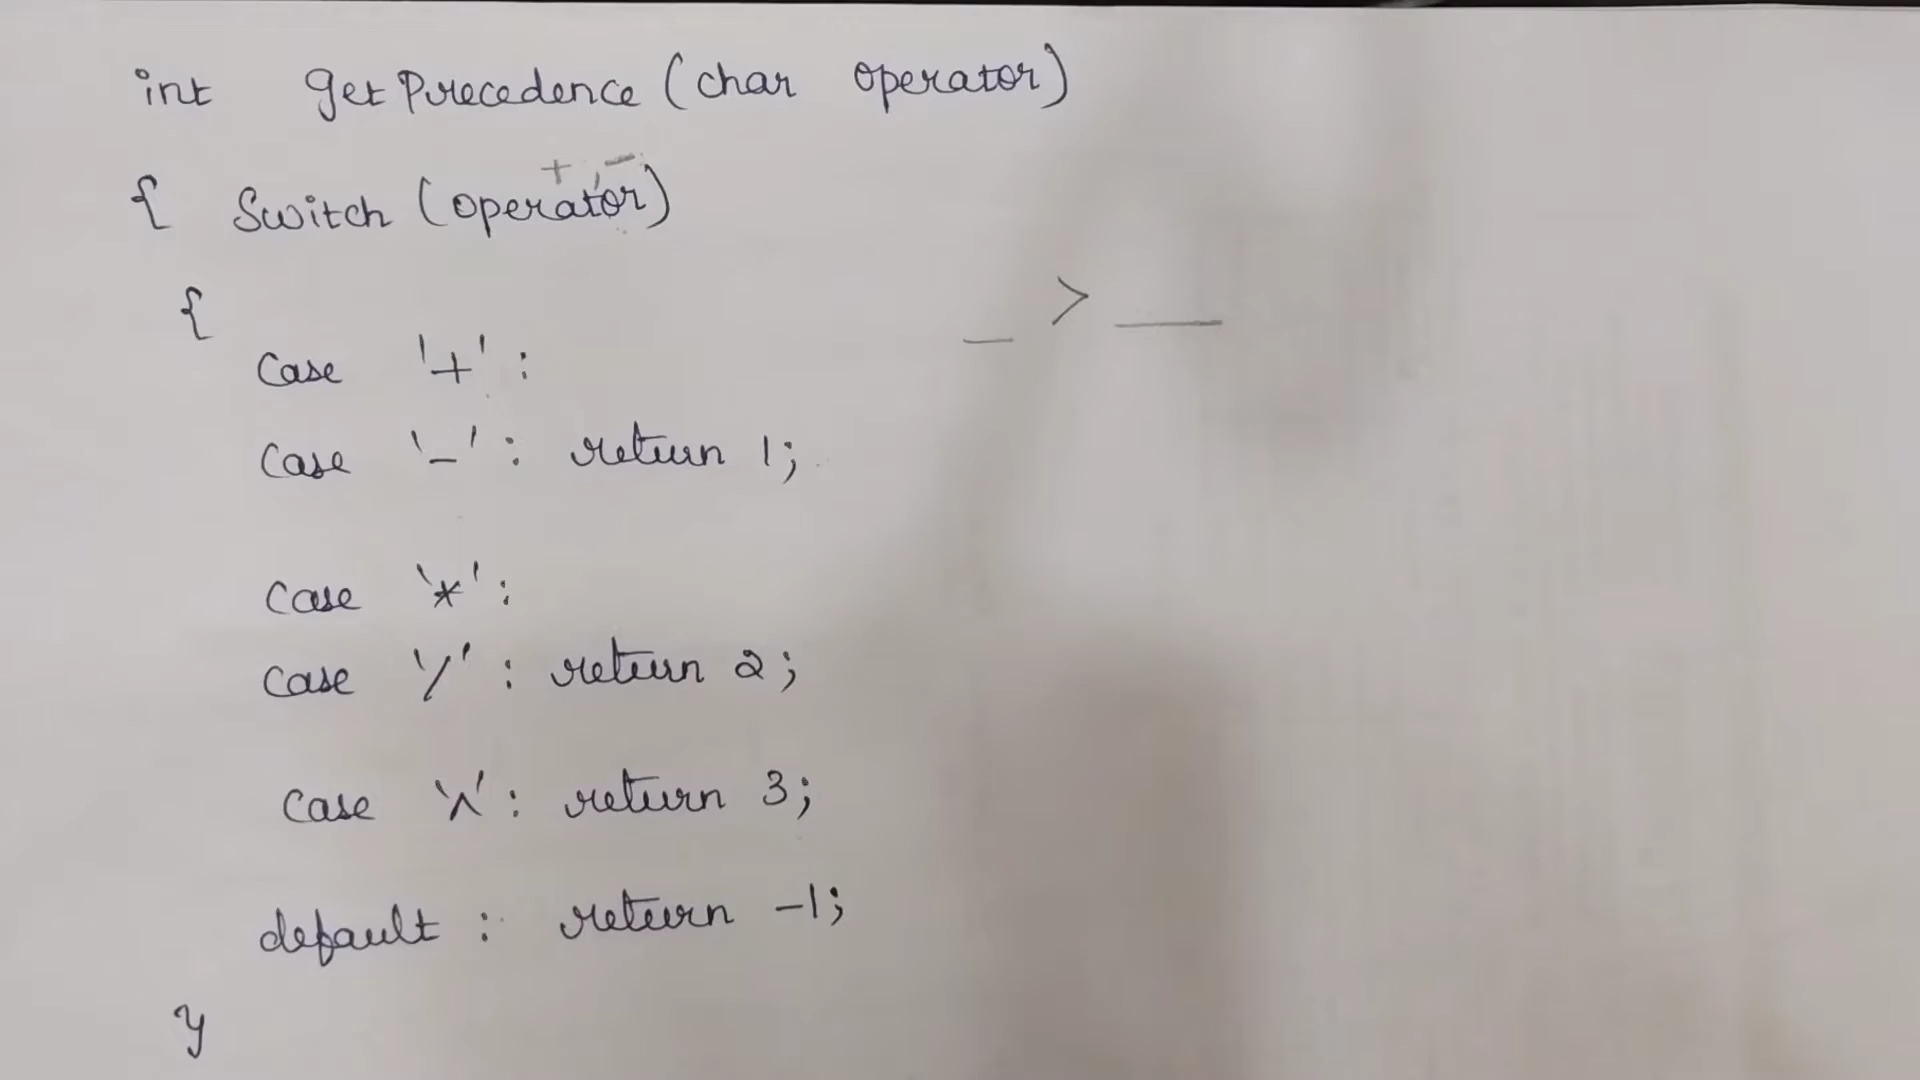 int getPrecedence (char operator)
+, -
{ Switch (operator)
{
_ > __
Case '+' :
Case '-' : return 1;
Case '*' :
Case '/' : return 2;
Case '^' : return 3;
default : return -1;
}